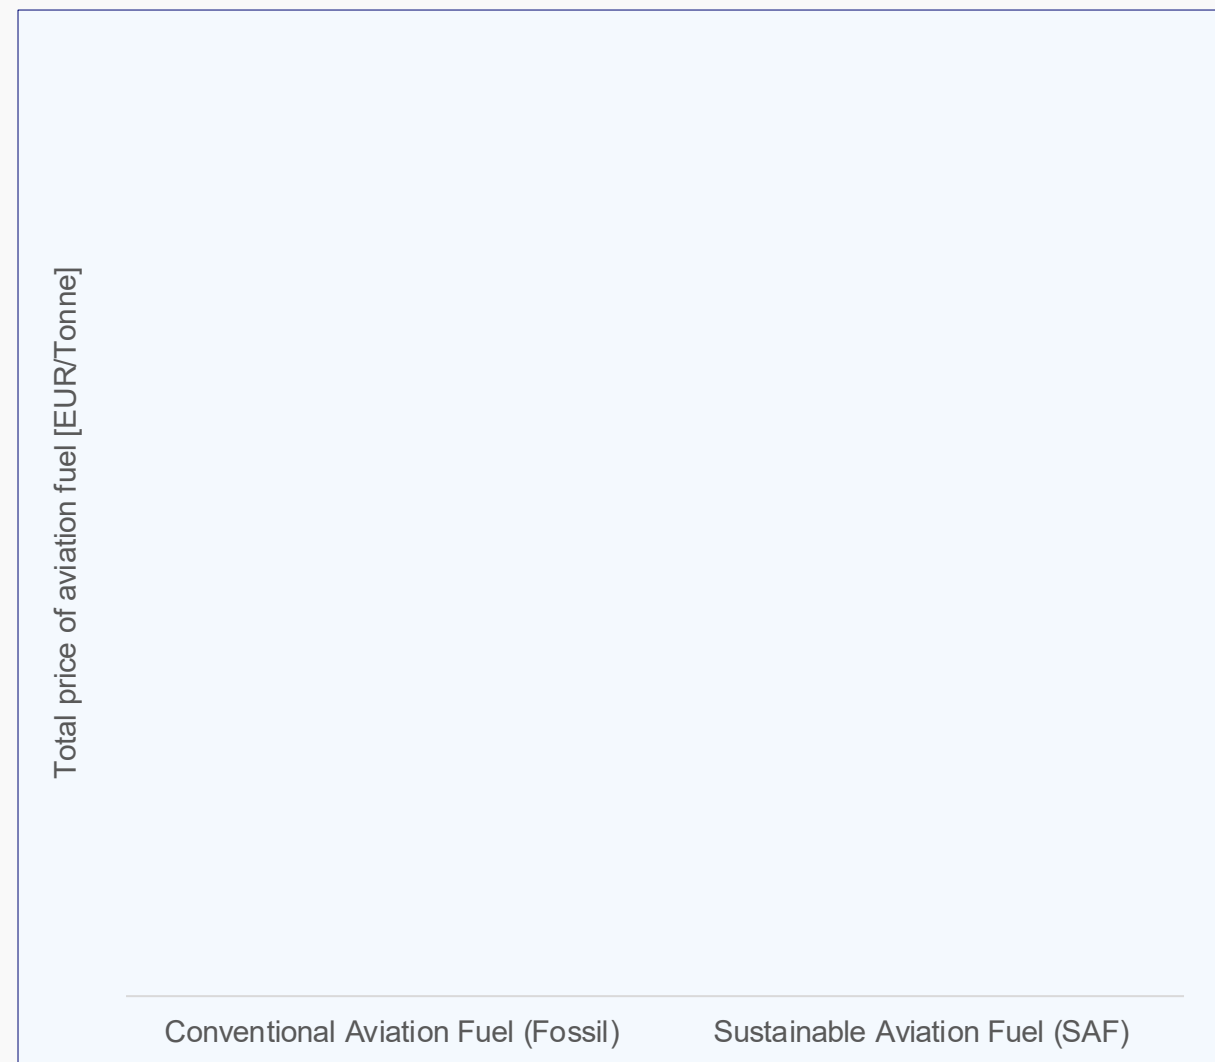 Total price of aviation fuel [EUR/Tonne]
Conventional Aviation Fuel (Fossil)
Sustainable Aviation Fuel (SAF)